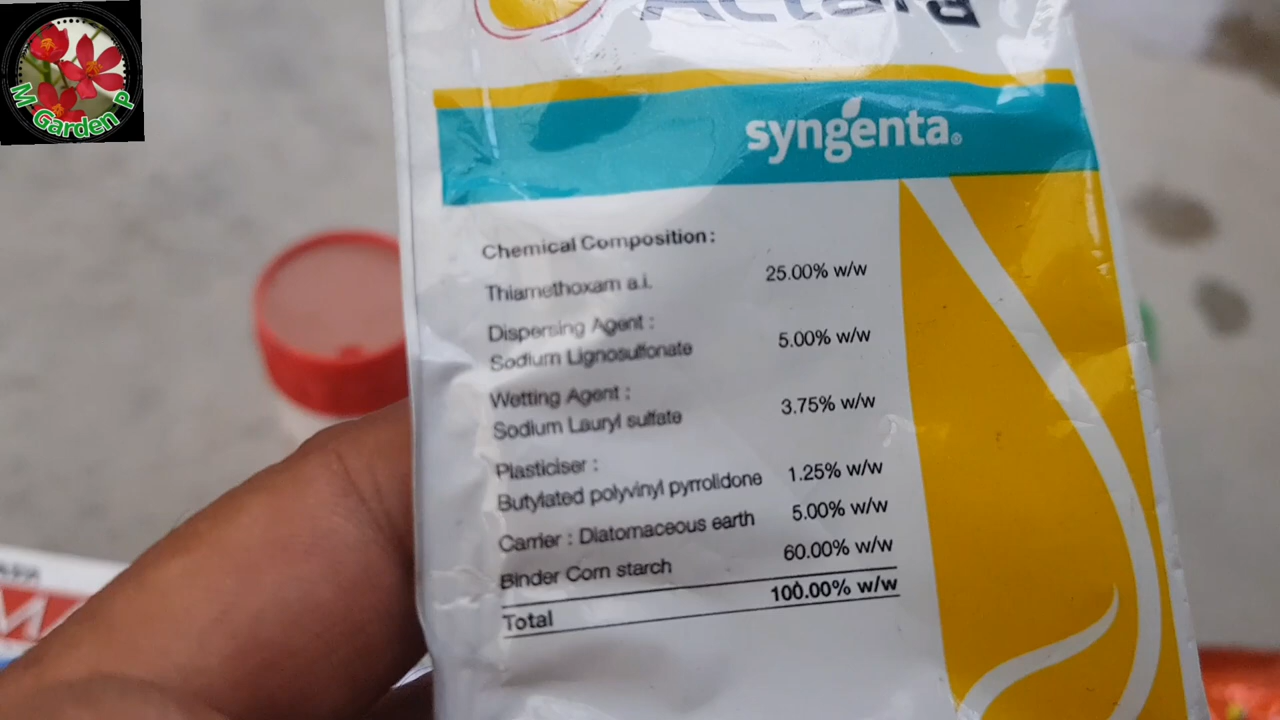 M Garden P
Actara
syngenta®
Chemical Composition:
Thiamethoxam a.i. 25.00% w/w
Dispersing Agent :
Sodium Lignosulfonate 5.00% w/w
Wetting Agent :
Sodium Lauryl sulfate 3.75% w/w
Plasticiser :
Butylated polyvinyl pyrrolidone 1.25% w/w
Carrier : Diatomaceous earth 5.00% w/w
Binder Corn starch 60.00% w/w
Total 100.00% w/w